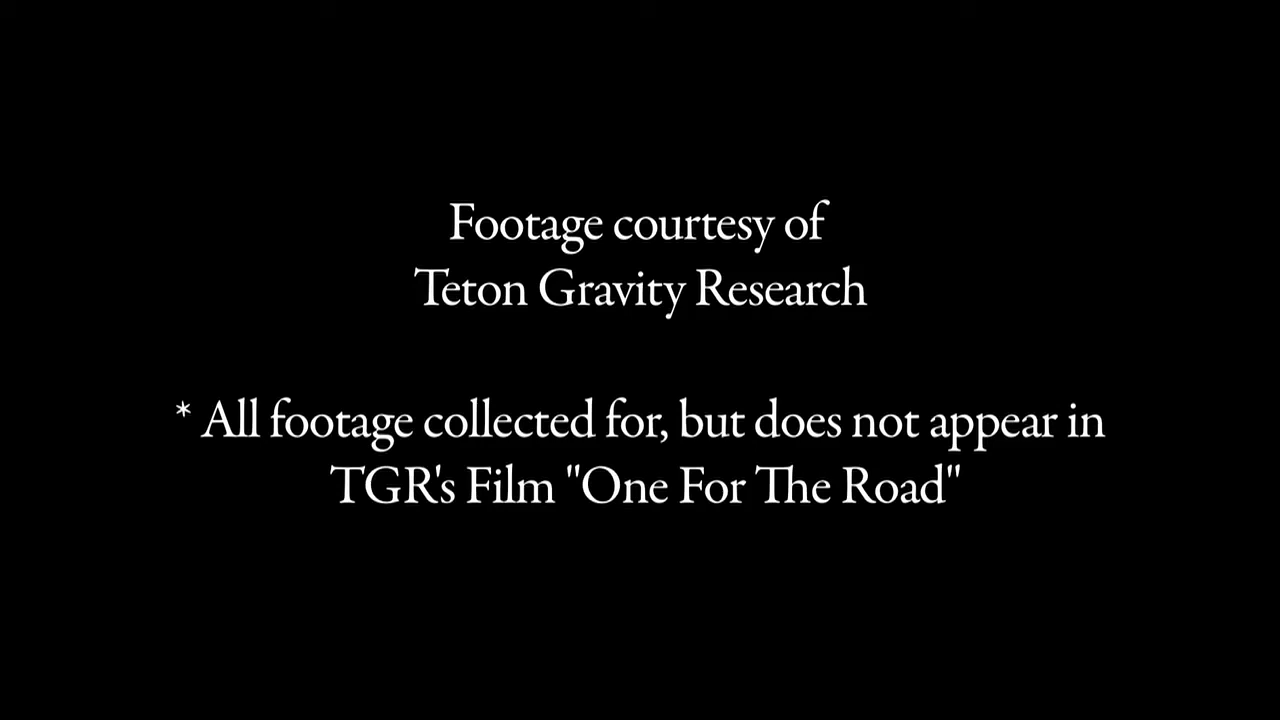 Footage courtesy of
Teton Gravity Research
* All footage collected for, but does not appear in
TGR's Film "One For The Road"